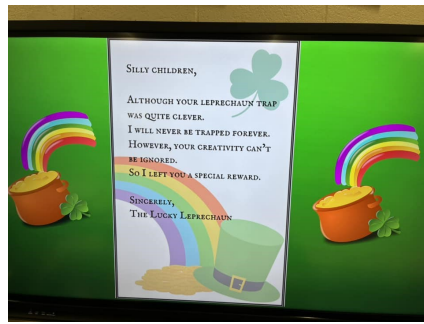 Silly children,
Although your leprechaun trap
was quite clever.
I will never be trapped forever.
However, your creativity can't
be ignored.
So I left you a special reward.
Sincerely,
The Lucky Leprechaun